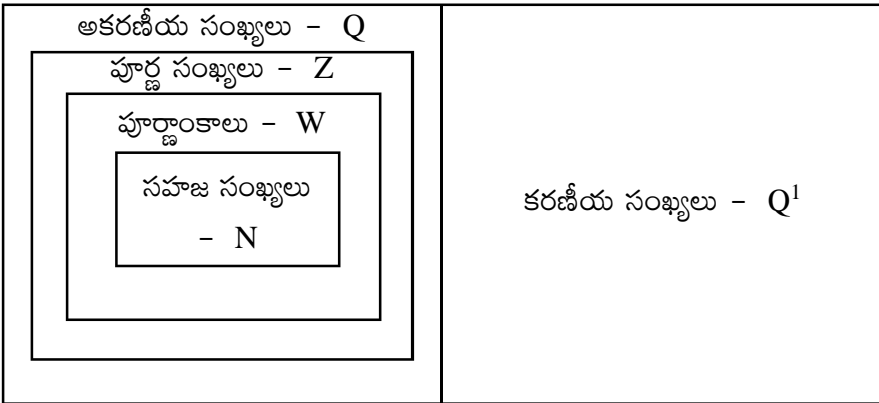 అకరణీయ సంఖ్యలు - Q
పూర్ణ సంఖ్యలు - Z
పూర్ణాంకాలు - W
సహజ సంఖ్యలు
- N
కరణీయ సంఖ్యలు - Q¹